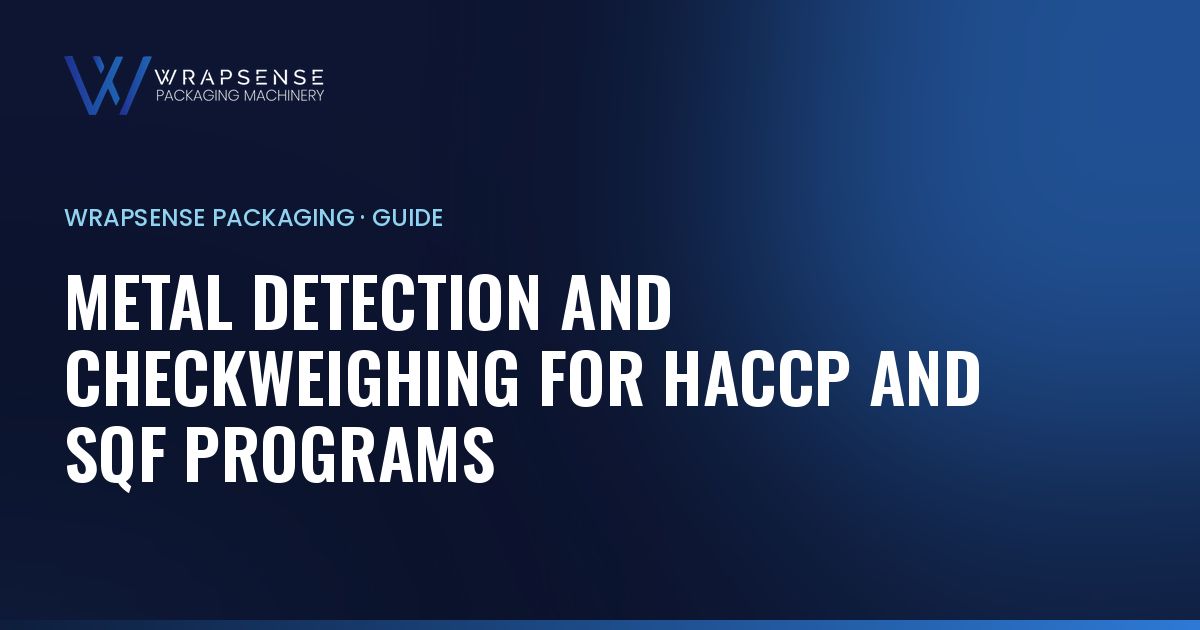 WRAPSENSE
PACKAGING MACHINERY
WRAPSENSE PACKAGING · GUIDE
METAL DETECTION AND
CHECKWEIGHING FOR HACCP AND
SQF PROGRAMS